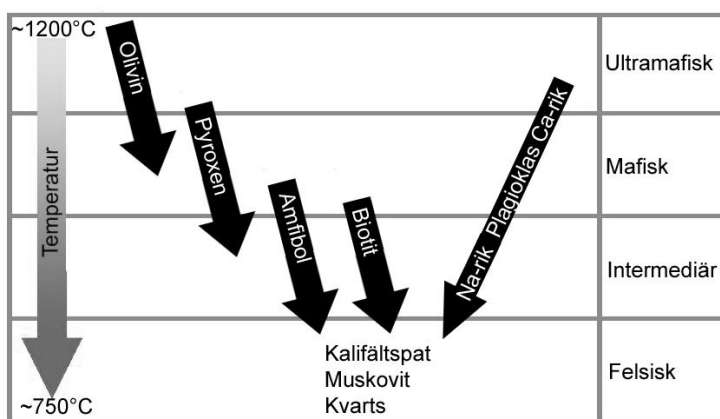 ~1200°C
Temperatur
~750°C
Olivin
Pyroxen
Amfibol
Biotit
Na-rik Plagioklas Ca-rik
Kalifältspat
Muskovit
Kvarts
Ultramafisk
Mafisk
Intermediär
Felsisk